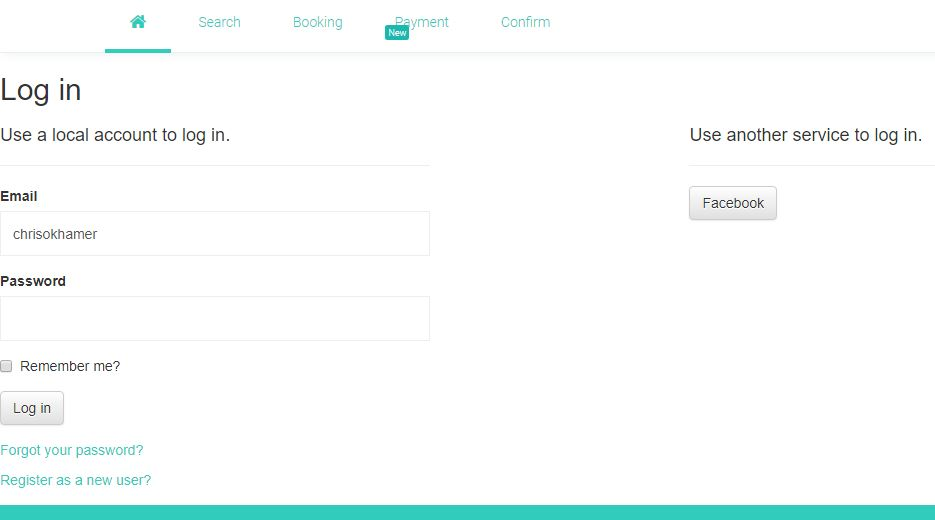 Search Booking Payment Confirm
New
Log in
Use a local account to log in.
Use another service to log in.
Email
chrisokhamer
Facebook
Password
Remember me?
Log in
Forgot your password?
Register as a new user?